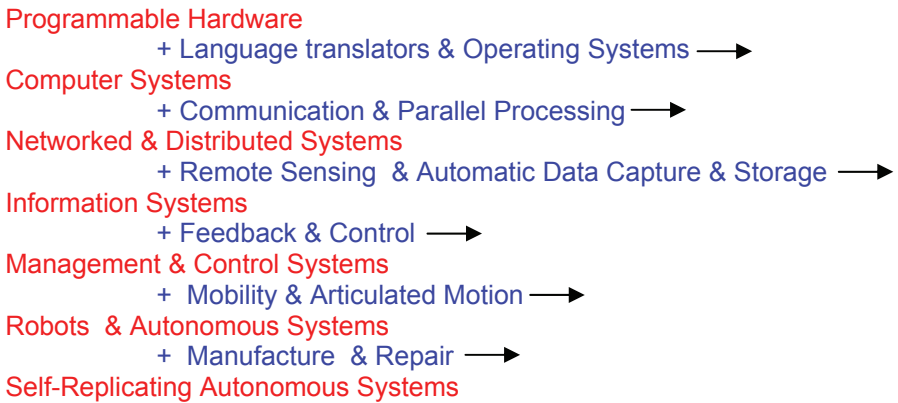 Programmable Hardware
+ Language translators & Operating Systems
Computer Systems
+ Communication & Parallel Processing
Networked & Distributed Systems
+ Remote Sensing & Automatic Data Capture & Storage
Information Systems
+ Feedback & Control
Management & Control Systems
+ Mobility & Articulated Motion
Robots & Autonomous Systems
+ Manufacture & Repair
Self-Replicating Autonomous Systems